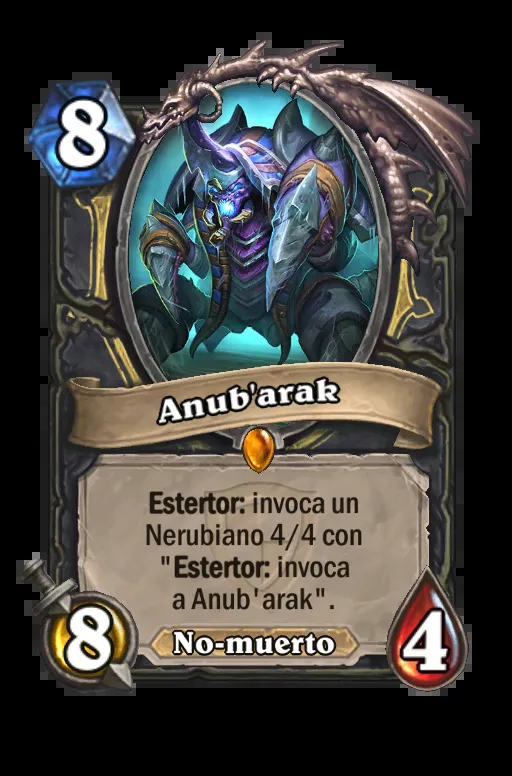 8
Anub'arak
Estertor: invoca un
Nerubiano 4/4 con
"Estertor: invoca
a Anub'arak".
8
No-muerto
4